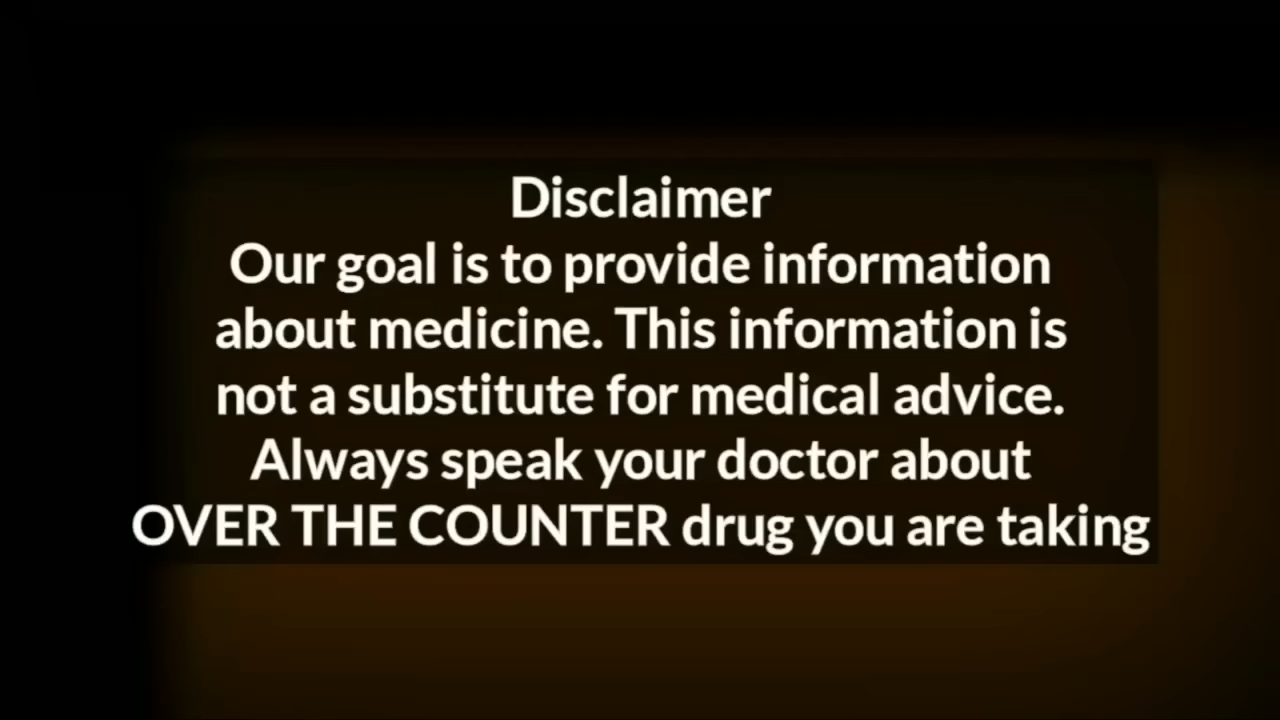 Disclaimer
Our goal is to provide information
about medicine. This information is
not a substitute for medical advice.
Always speak your doctor about
OVER THE COUNTER drug you are taking